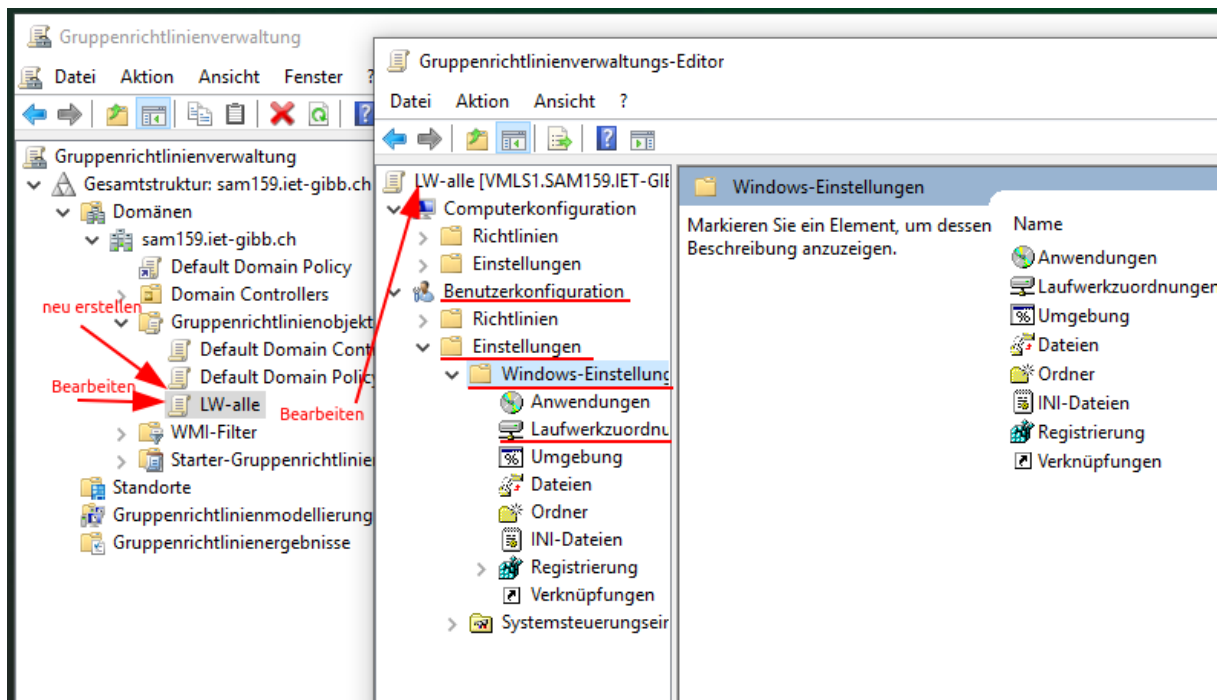 Gruppenrichtlinienverwaltung
Datei Aktion Ansicht Fenster ?
Gruppenrichtlinienverwaltung
Gesamtstruktur: sam159.iet-gibb.ch
Domänen
sam159.iet-gibb.ch
Default Domain Policy
Domain Controllers
neu erstellen
Gruppenrichtlinienobjekt
Default Domain Cont
Default Domain Policy
Bearbeiten
LW-alle
Bearbeiten
WMI-Filter
Starter-Gruppenrichtlinien
Standorte
Gruppenrichtlinienmodellierung
Gruppenrichtlinienergebnisse
Gruppenrichtlinienverwaltungs-Editor
Datei Aktion Ansicht ?
LW-alle [VMLS1.SAM159.IET-GIB
Computerkonfiguration
Richtlinien
Einstellungen
Benutzerkonfiguration
Richtlinien
Einstellungen
Windows-Einstellung
Anwendungen
Laufwerkzuordnu
Umgebung
Dateien
Ordner
INI-Dateien
Registrierung
Verknüpfungen
Systemsteuerungsein
Windows-Einstellungen
Markieren Sie ein Element, um dessen
Beschreibung anzuzeigen.
Name
Anwendungen
Laufwerkzuordnungen
Umgebung
Dateien
Ordner
INI-Dateien
Registrierung
Verknüpfungen